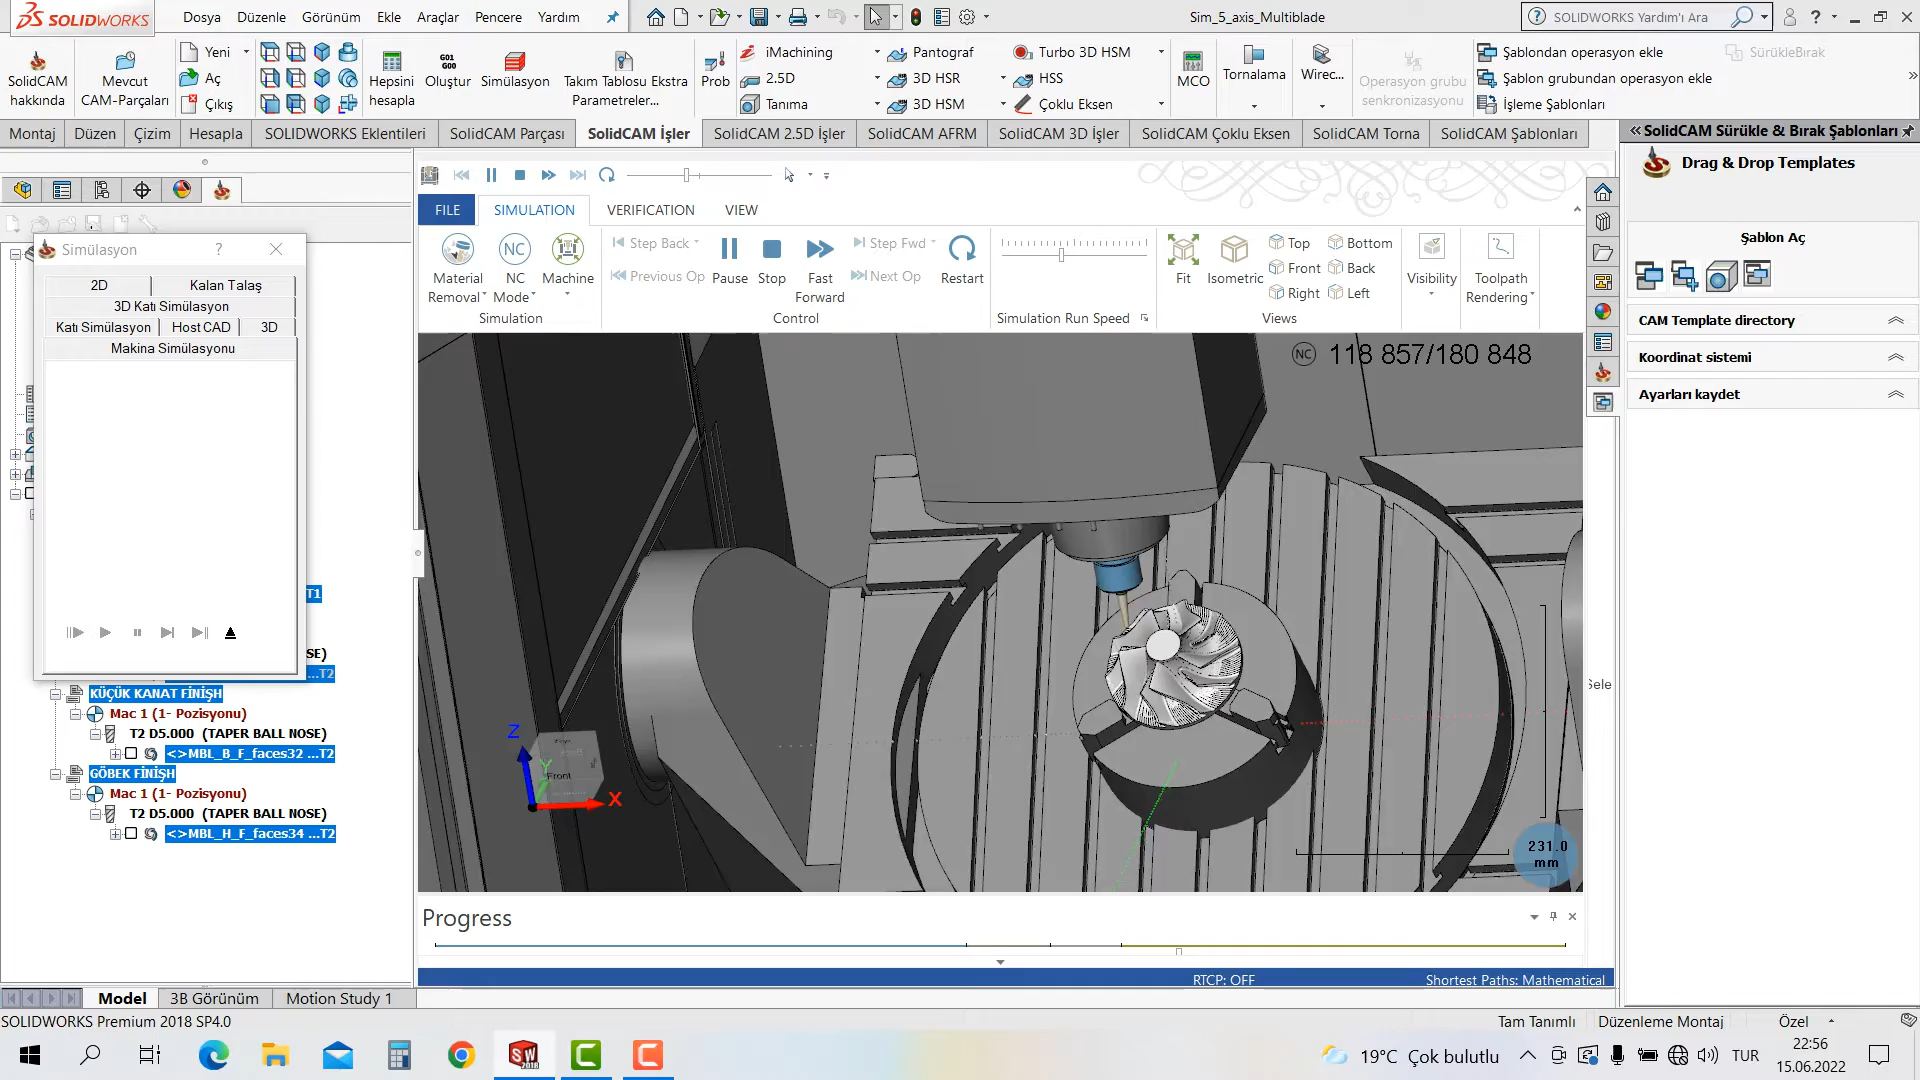 SOLIDWORKS
Dosya Düzenle Görünüm Ekle Araçlar Pencere Yardım
Sim_5_axis_Multiblade
SOLIDWORKS Yardım'ı Ara
SolidCAM hakkında
Mevcut CAM-Parçaları
Yeni
Aç
Çıkış
Hepsini hesapla
G01 G00
Oluştur
Simülasyon
Takım Tablosu Ekstra Parametreler...
Prob
iMachining
2.5D
Tanıma
Pantograf
3D HSR
3D HSM
Turbo 3D HSM
HSS
Çoklu Eksen
MCO
Tornalama
Wirec...
Operasyon grubu senkronizasyonu
Şablondan operasyon ekle
Şablon grubundan operasyon ekle
İşleme Şablonları
SürükleBırak
Montaj Düzen Çizim Hesapla SOLIDWORKS Eklentileri SolidCAM Parçası SolidCAM İşler SolidCAM 2.5D İşler SolidCAM AFRM SolidCAM 3D İşler SolidCAM Çoklu Eksen SolidCAM Torna SolidCAM Şablonları
SolidCAM Sürükle & Bırak Şablonları
Drag & Drop Templates
Şablon Aç
CAM Template directory
Koordinat sistemi
Ayarları kaydet
FILE SIMULATION VERIFICATION VIEW
Material Removal
NC
NC Mode
Machine
Simulation
Step Back
Previous Op
Pause
Stop
Fast Forward
Step Fwd
Next Op
Restart
Control
Simulation Run Speed
Fit
Isometric
Top
Front
Right
Bottom
Back
Left
Views
Visibility
Toolpath Rendering
Simülasyon
2D Kalan Talaş
3D Katı Simülasyon
Katı Simülasyon Host CAD 3D
Makina Simülasyonu
T1
SE)
...T2
KÜÇÜK KANAT FİNİŞH
Mac 1 (1- Pozisyonu)
T2 D5.000 (TAPER BALL NOSE)
<>MBL_B_F_faces32 ...T2
GÖBEK FİNİŞH
Mac 1 (1- Pozisyonu)
T2 D5.000 (TAPER BALL NOSE)
<>MBL_H_F_faces34 ...T2
NC 118 857/180 848
Z
Y
X
Front
231.0 mm
Sele
Progress
RTCP: OFF Shortest Paths: Mathematical
Model 3B Görünüm Motion Study 1
SOLIDWORKS Premium 2018 SP4.0
Tam Tanımlı Düzenleme Montaj Özel
19°C Çok bulutlu
TUR
22:56
15.06.2022